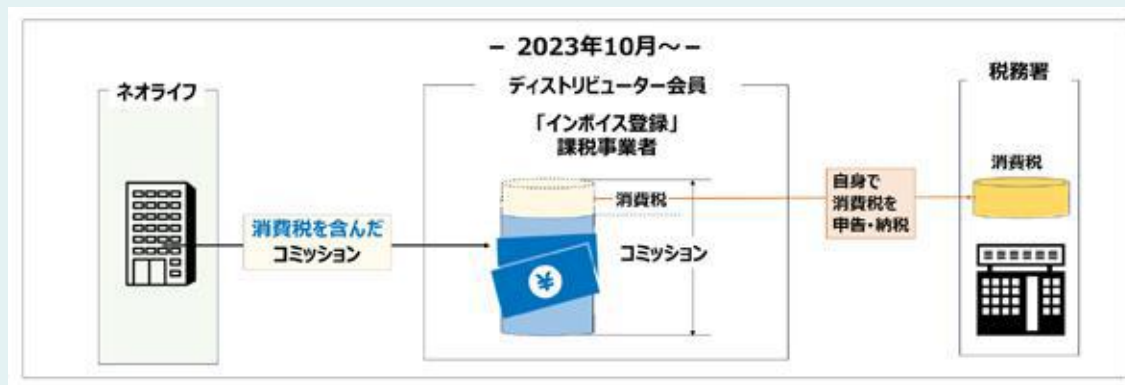 － 2023年10月～－
ネオライフ
ディストリビューター会員
税務署
「インボイス登録」
課税事業者
消費税
消費税
自身で
消費税を
申告・納税
消費税を含んだ
コミッション
コミッション
¥